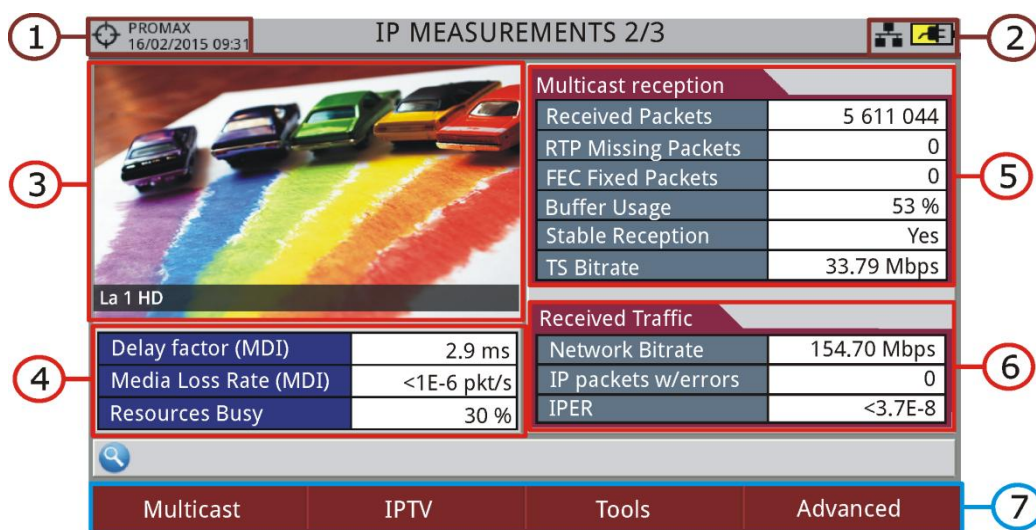 1
PROMAX
16/02/2015 09:31
IP MEASUREMENTS 2/3
2
3
La 1 HD
4
Delay factor (MDI) 2.9 ms
Media Loss Rate (MDI) <1E-6 pkt/s
Resources Busy 30 %
Multicast reception
Received Packets 5 611 044
RTP Missing Packets 0
FEC Fixed Packets 0
Buffer Usage 53 %
Stable Reception Yes
TS Bitrate 33.79 Mbps
5
Received Traffic
Network Bitrate 154.70 Mbps
IP packets w/errors 0
IPER <3.7E-8
6
Multicast IPTV Tools Advanced
7